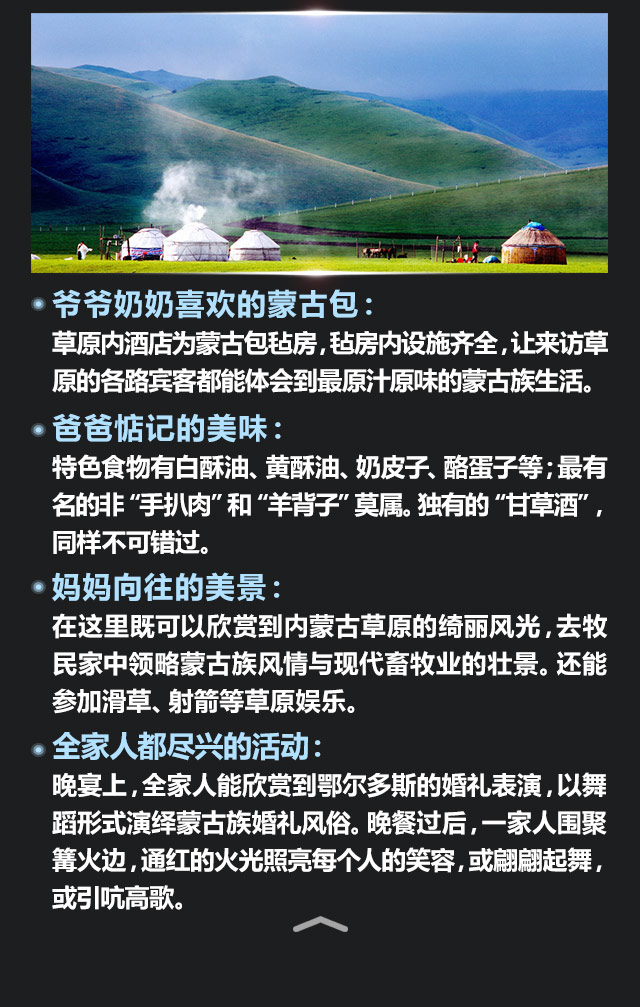 爷爷奶奶喜欢的蒙古包：
草原内酒店为蒙古包毡房，毡房内设施齐全，让来访草
原的各路宾客都能体会到最原汁原味的蒙古族生活。
爸爸惦记的美味：
特色食物有白酥油、黄酥油、奶皮子、酪蛋子等；最有
名的非“手扒肉”和“羊背子”莫属。独有的“甘草酒”，
同样不可错过。
妈妈向往的美景：
在这里既可以欣赏到内蒙古草原的绮丽风光，去牧
民家中领略蒙古族风情与现代畜牧业的壮景。还能
参加滑草、射箭等草原娱乐。
全家人都尽兴的活动：
晚宴上，全家人能欣赏到鄂尔多斯的婚礼表演，以舞
蹈形式演绎蒙古族婚礼风俗。晚餐过后，一家人围聚
篝火边，通红的火光照亮每个人的笑容，或翩翩起舞，
或引吭高歌。